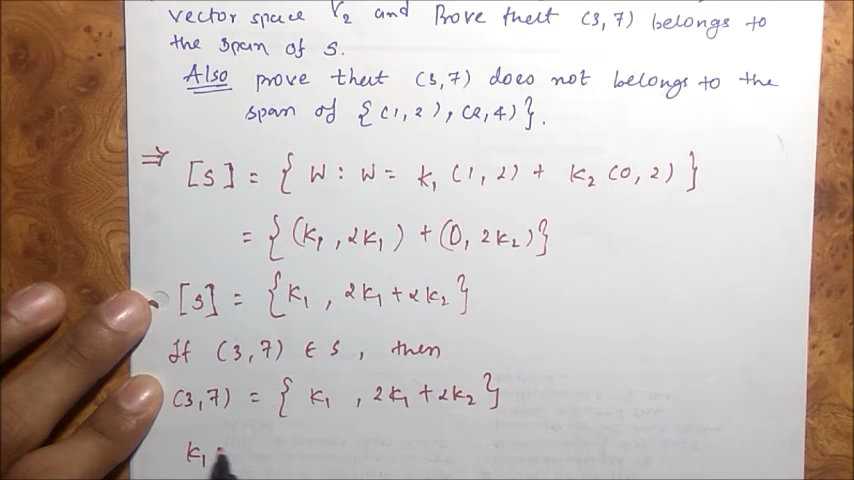 vector space V₂ and Prove that (3,7) belongs to
the span of S.
Also prove that (3,7) does not belongs to the
span of {(1,2),(2,4)}.
⇒ [S] = { W : W = k₁ (1,2) + k₂ (0,2) }
= {(k₁, 2k₁) + (0, 2k₂)}
[S] = {k₁, 2k₁+2k₂}
If (3,7) ∈ S, then
(3,7) = { k₁, 2k₁+2k₂}
k₁